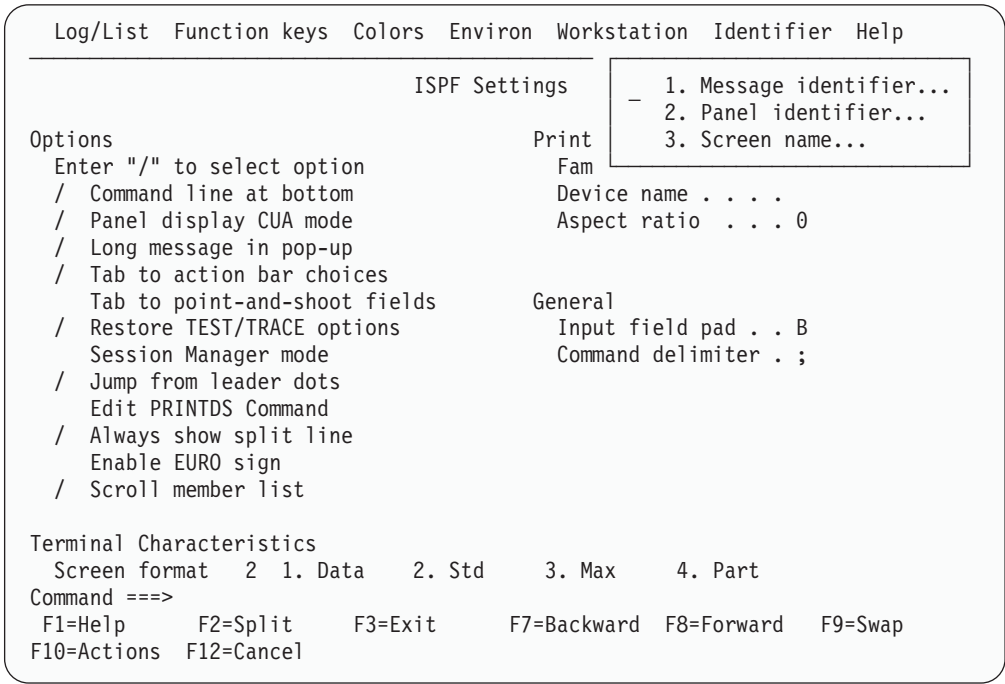 Log/List  Function keys  Colors  Environ  Workstation  Identifier  Help
ISPF Settings  _  1. Message identifier...
2. Panel identifier...
Options  Print  3. Screen name...
Enter "/" to select option  Fam
/  Command line at bottom  Device name . . . .
/  Panel display CUA mode  Aspect ratio  . . . 0
/  Long message in pop-up
/  Tab to action bar choices
Tab to point-and-shoot fields  General
/  Restore TEST/TRACE options  Input field pad . . B
Session Manager mode  Command delimiter . ;
/  Jump from leader dots
Edit PRINTDS Command
/  Always show split line
Enable EURO sign
/  Scroll member list
Terminal Characteristics
Screen format  2  1. Data  2. Std  3. Max  4. Part
Command ===>
F1=Help  F2=Split  F3=Exit  F7=Backward  F8=Forward  F9=Swap
F10=Actions  F12=Cancel